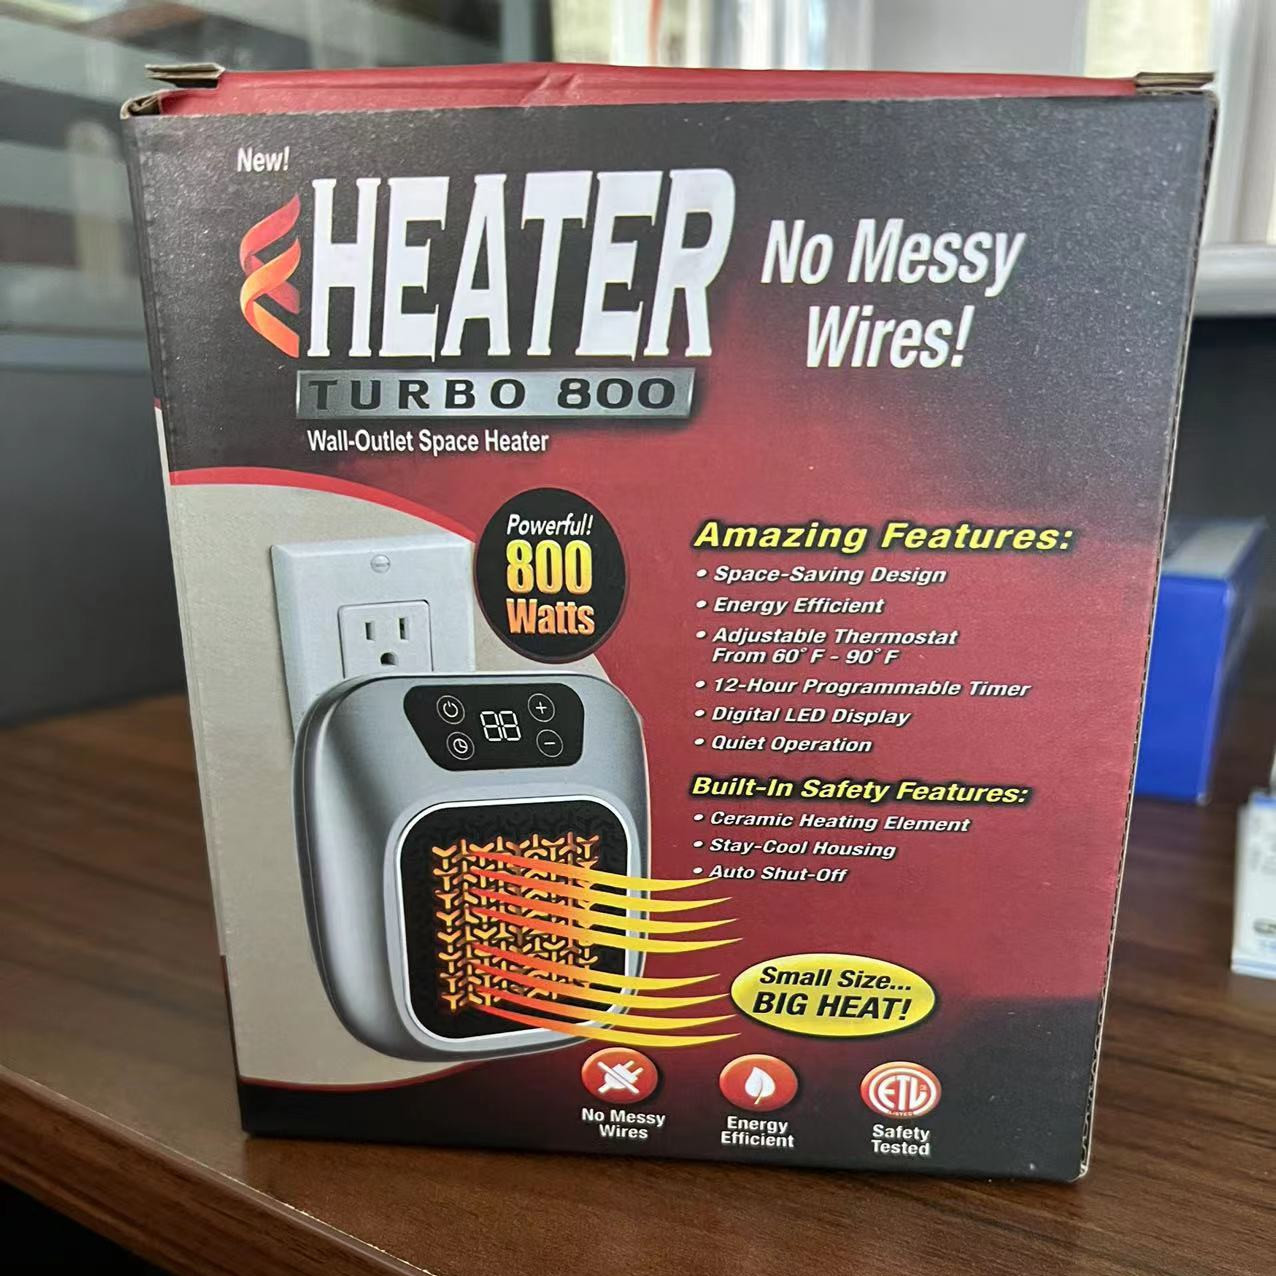 New!
HEATER
TURBO 800
Wall-Outlet Space Heater
No Messy
Wires!
Powerful!
800
Watts
88
Amazing Features:
• Space-Saving Design
• Energy Efficient
• Adjustable Thermostat
From 60° F - 90° F
• 12-Hour Programmable Timer
• Digital LED Display
• Quiet Operation
Built-In Safety Features:
• Ceramic Heating Element
• Stay-Cool Housing
• Auto Shut-Off
Small Size...
BIG HEAT!
No Messy
Wires
Energy
Efficient
ETL
LISTED
Safety
Tested